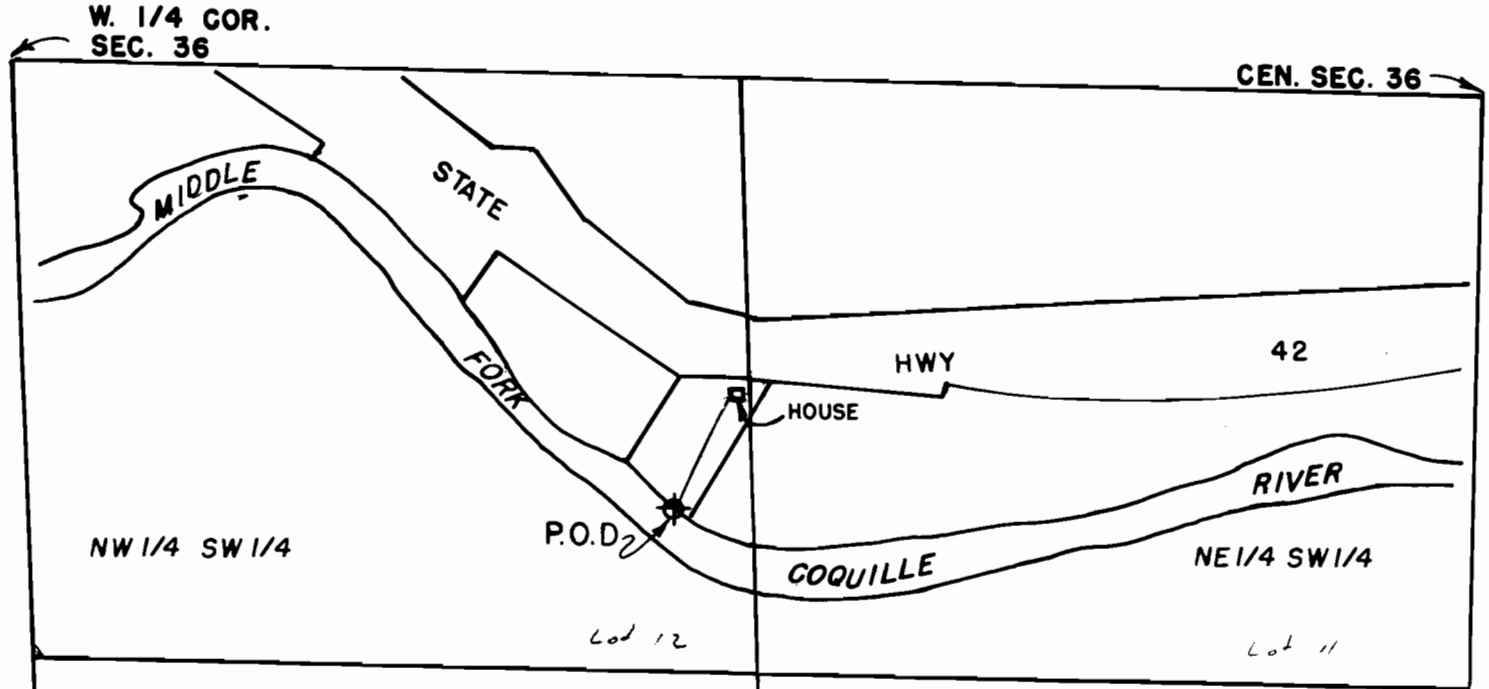 W. 1/4 COR.
SEC. 36
CEN. SEC. 36
MIDDLE
STATE
FORK
HWY
42
HOUSE
P.O.D.
RIVER
COQUILLE
NW 1/4 SW 1/4
NE 1/4 SW 1/4
Lot 12
Lot 11